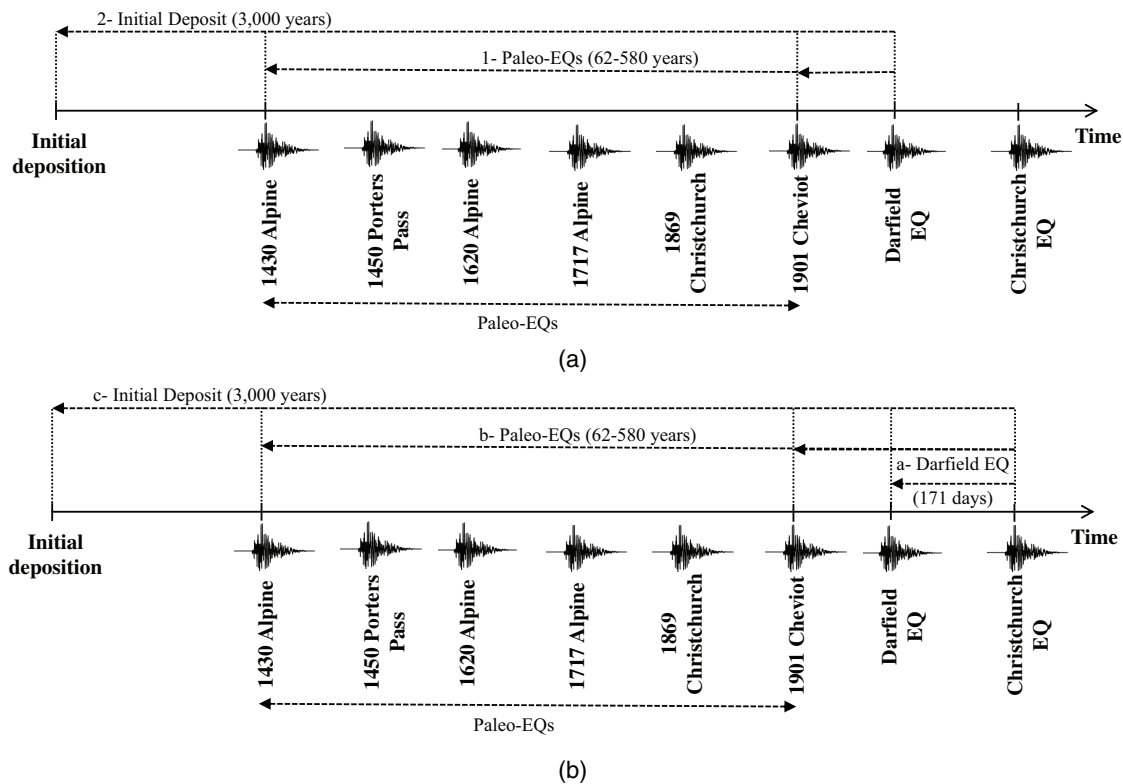 2- Initial Deposit (3,000 years)
1- Paleo-EQs (62-580 years)
Initial
deposition
Time
1430 Alpine
1450 Porters
Pass
1620 Alpine
1717 Alpine
1869
Christchurch
1901 Cheviot
Darfield
EQ
Christchurch
EQ
Paleo-EQs
(a)
c- Initial Deposit (3,000 years)
b- Paleo-EQs (62-580 years)
a- Darfield EQ
(171 days)
Initial
deposition
Time
1430 Alpine
1450 Porters
Pass
1620 Alpine
1717 Alpine
1869
Christchurch
1901 Cheviot
Darfield
EQ
Christchurch
EQ
Paleo-EQs
(b)